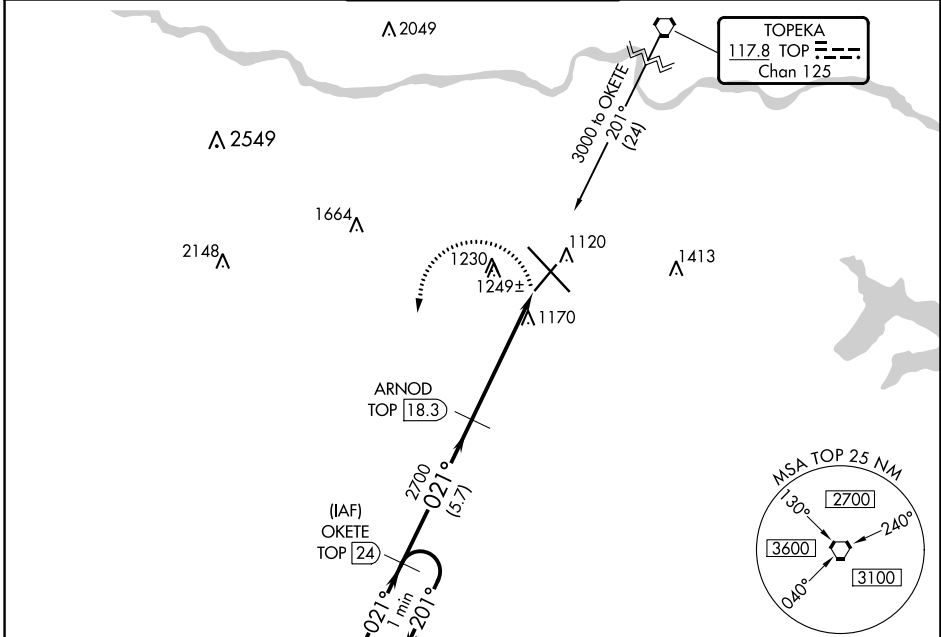 2049
TOPEKA
117.8 TOP
Chan 125
3000 to OKETE
201°
(24)
2549
1664
2148
1230
1249±
1120
1413
1170
ARNOD
TOP 18.3
2700
021°
(5.7)
(IAF)
OKETE
TOP 24
021°
1 min
201°
MSA TOP 25 NM
130°
2700
240°
3600
3100
040°